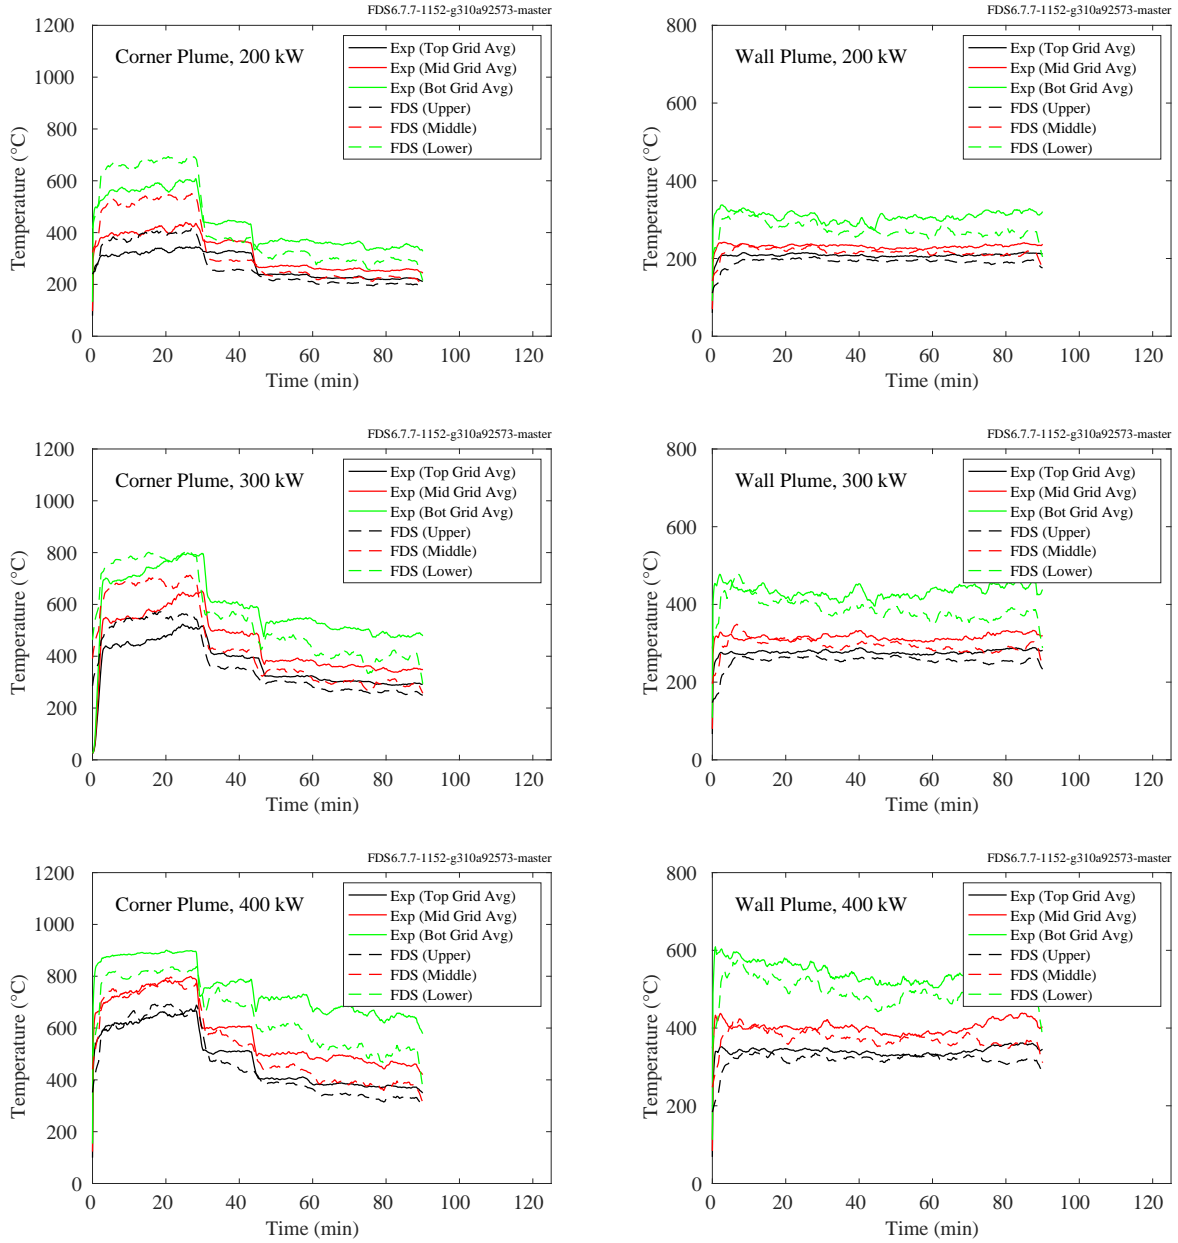 FDS6.7.7-1152-g310a92573-master
Corner Plume, 200 kW
Exp (Top Grid Avg)
Exp (Mid Grid Avg)
Exp (Bot Grid Avg)
FDS (Upper)
FDS (Middle)
FDS (Lower)
1200
1000
800
600
400
200
0
Temperature (°C)
0 20 40 60 80 100 120
Time (min)
FDS6.7.7-1152-g310a92573-master
Wall Plume, 200 kW
Exp (Top Grid Avg)
Exp (Mid Grid Avg)
Exp (Bot Grid Avg)
FDS (Upper)
FDS (Middle)
FDS (Lower)
800
600
400
200
0
Temperature (°C)
0 20 40 60 80 100 120
Time (min)
FDS6.7.7-1152-g310a92573-master
Corner Plume, 300 kW
Exp (Top Grid Avg)
Exp (Mid Grid Avg)
Exp (Bot Grid Avg)
FDS (Upper)
FDS (Middle)
FDS (Lower)
1200
1000
800
600
400
200
0
Temperature (°C)
0 20 40 60 80 100 120
Time (min)
FDS6.7.7-1152-g310a92573-master
Wall Plume, 300 kW
Exp (Top Grid Avg)
Exp (Mid Grid Avg)
Exp (Bot Grid Avg)
FDS (Upper)
FDS (Middle)
FDS (Lower)
800
600
400
200
0
Temperature (°C)
0 20 40 60 80 100 120
Time (min)
FDS6.7.7-1152-g310a92573-master
Corner Plume, 400 kW
Exp (Top Grid Avg)
Exp (Mid Grid Avg)
Exp (Bot Grid Avg)
FDS (Upper)
FDS (Middle)
FDS (Lower)
1200
1000
800
600
400
200
0
Temperature (°C)
0 20 40 60 80 100 120
Time (min)
FDS6.7.7-1152-g310a92573-master
Wall Plume, 400 kW
Exp (Top Grid Avg)
Exp (Mid Grid Avg)
Exp (Bot Grid Avg)
FDS (Upper)
FDS (Middle)
FDS (Lower)
800
600
400
200
0
Temperature (°C)
0 20 40 60 80 100 120
Time (min)